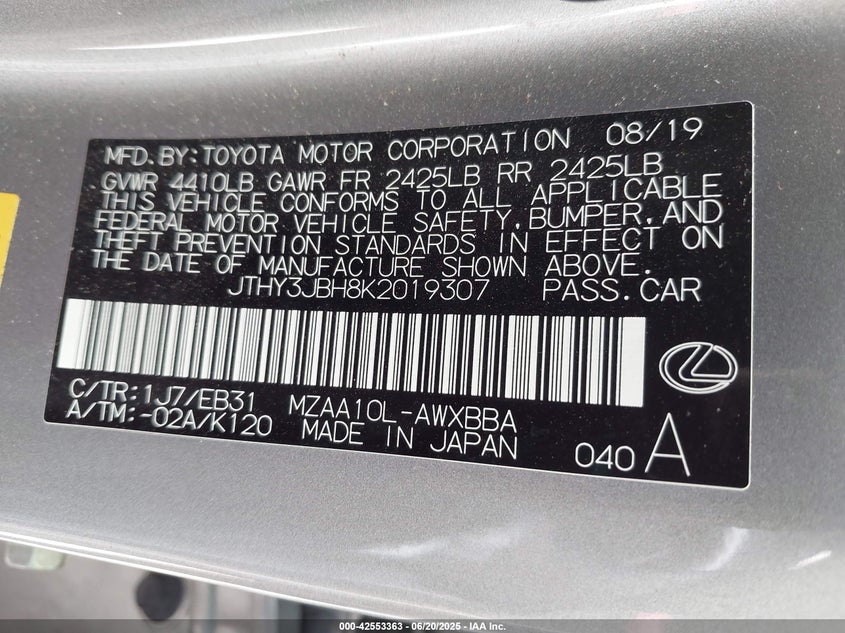 MFD. BY: TOYOTA MOTOR CORPORATION 08/19
GVWR 4410LB GAWR FR 2425LB RR 2425LB
THIS VEHICLE CONFORMS TO ALL APPLICABLE
FEDERAL MOTOR VEHICLE SAFETY, BUMPER, AND
THEFT PREVENTION STANDARDS IN EFFECT ON
THE DATE OF MANUFACTURE SHOWN ABOVE.
JTHY3JBH8K2019307 PASS. CAR
C/TR: 1J7/EB31 MZAA10L-AWXBBA
A/TM: -02A/K120 MADE IN JAPAN
040 A
000-42553363 - 06/20/2025 - IAA Inc.